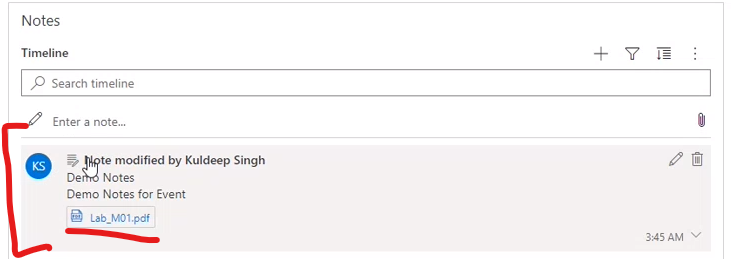 Notes
Timeline
Search timeline
Enter a note...
KS
Note modified by Kuldeep Singh
Demo Notes
Demo Notes for Event
Lab_M01.pdf
3:45 AM